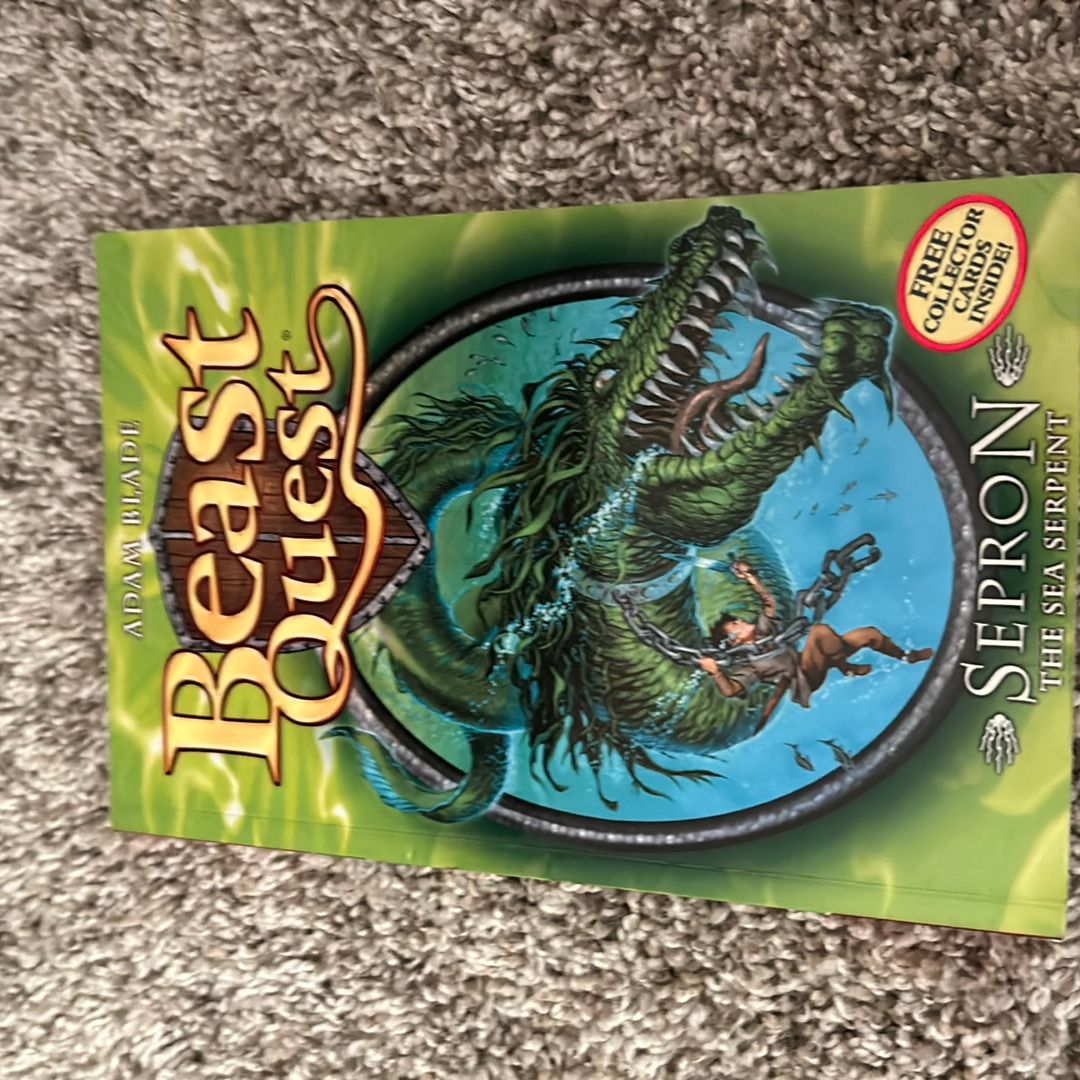 ADAM BLADE
Beast
Quest®
FREE
COLLECTOR
CARDS
INSIDE!
SEPRON
THE SEA SERPENT